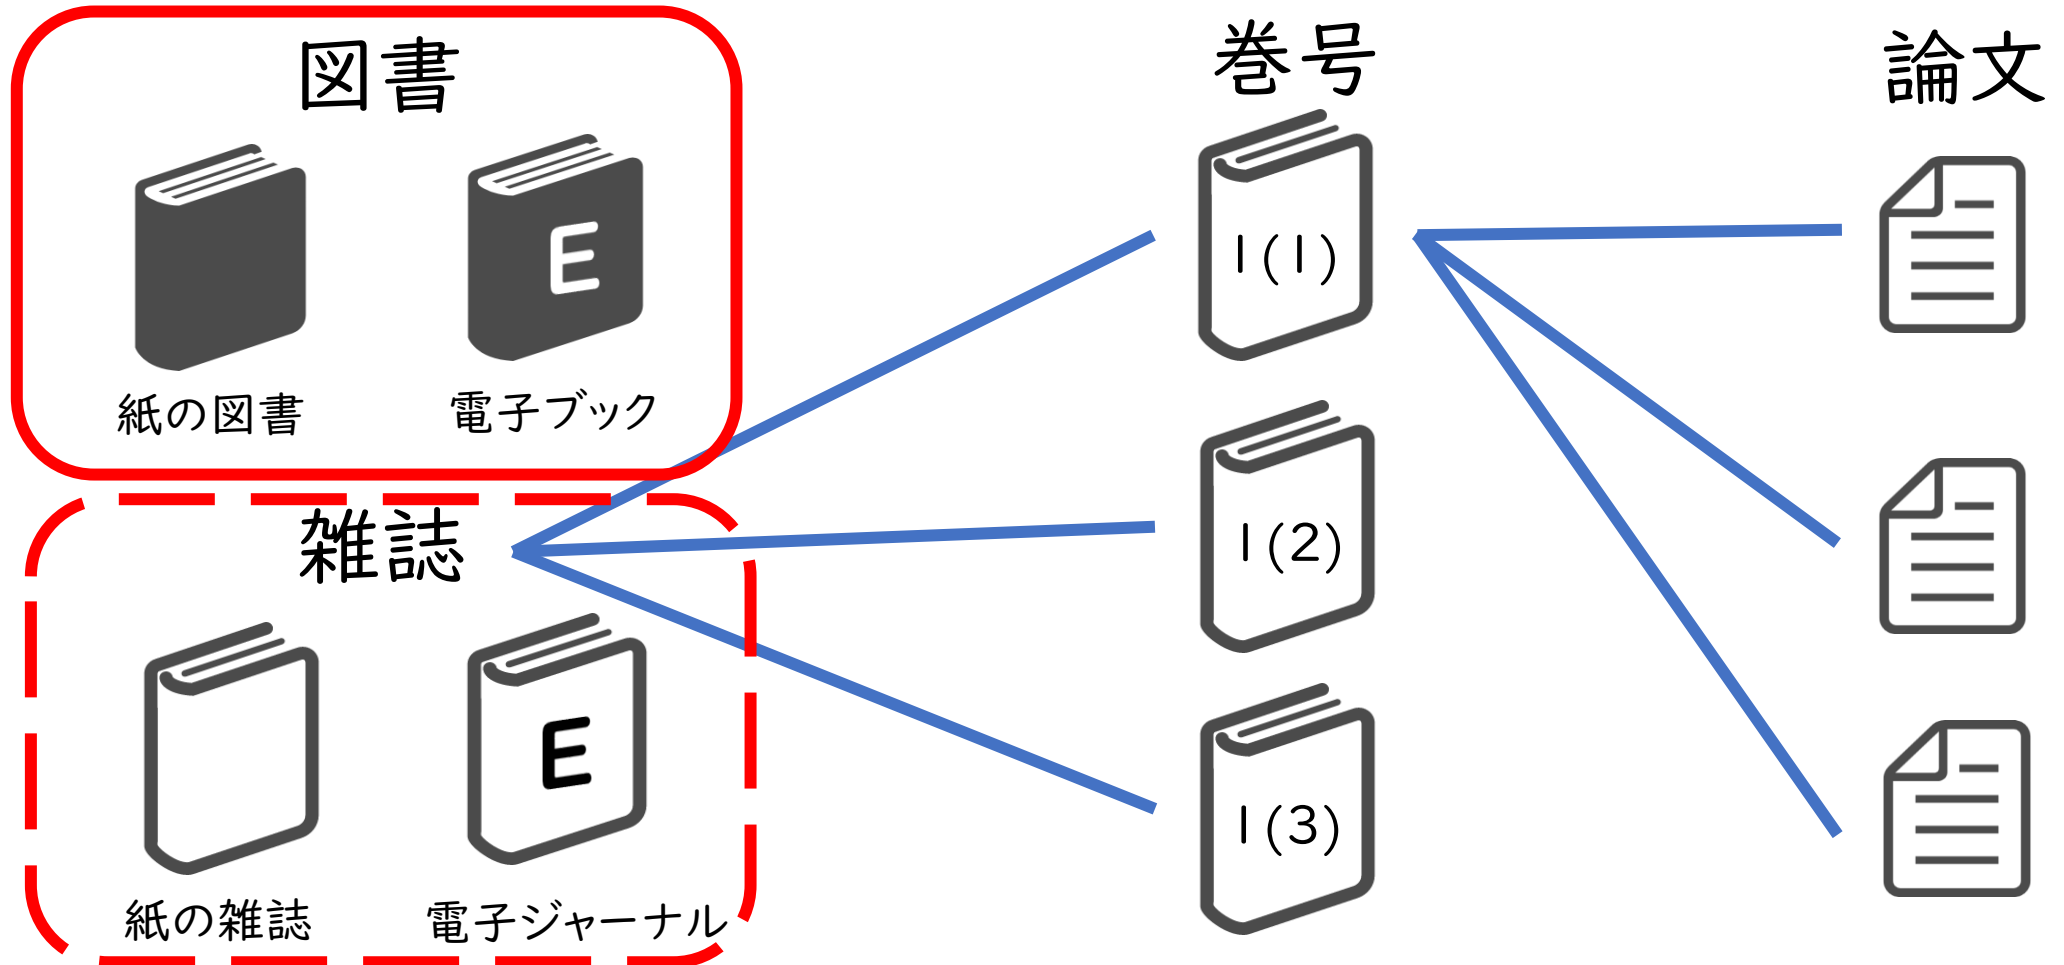 図書
E
紙の図書
電子ブック
雑誌
E
紙の雑誌
電子ジャーナル
巻号
1(1)
1(2)
1(3)
論文